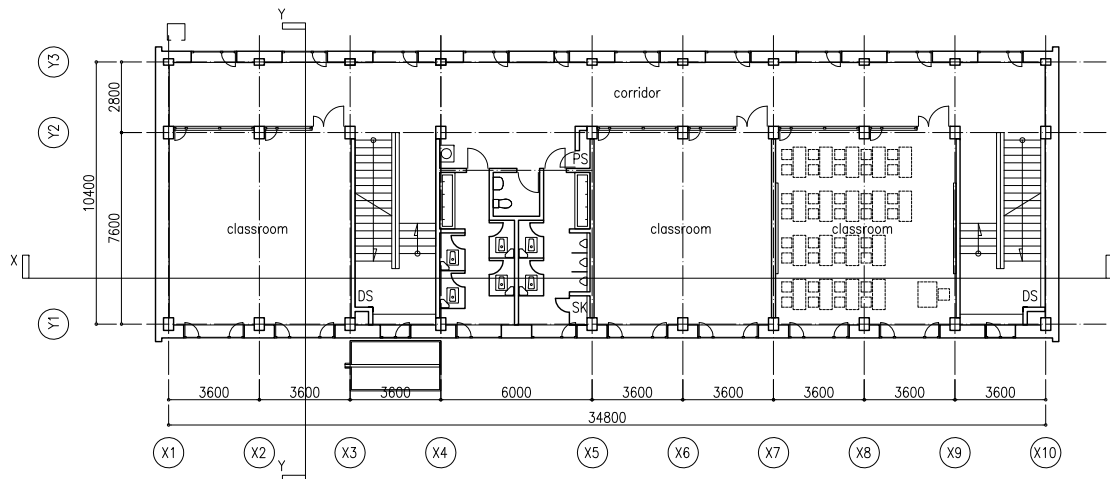 Y
Y3
2800
corridor
Y2
PS
10400
7600
classroom
classroom
classroom
X
DS
SK
DS
Y1
3600
3600
3600
6000
3600
3600
3600
3600
3600
34800
X1
X2
X3
X4
X5
X6
X7
X8
X9
X10
Y